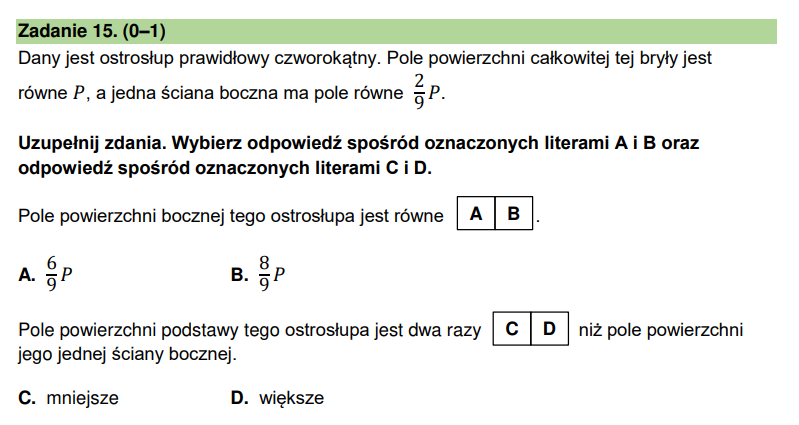 Zadanie 15. (0–1)
Dany jest ostrosłup prawidłowy czworokątny. Pole powierzchni całkowitej tej bryły jest
równe P, a jedna ściana boczna ma pole równe 2/9 P.
Uzupełnij zdania. Wybierz odpowiedź spośród oznaczonych literami A i B oraz
odpowiedź spośród oznaczonych literami C i D.
Pole powierzchni bocznej tego ostrosłupa jest równe A B .
A. 6/9 P B. 8/9 P
Pole powierzchni podstawy tego ostrosłupa jest dwa razy C D niż pole powierzchni
jego jednej ściany bocznej.
C. mniejsze D. większe